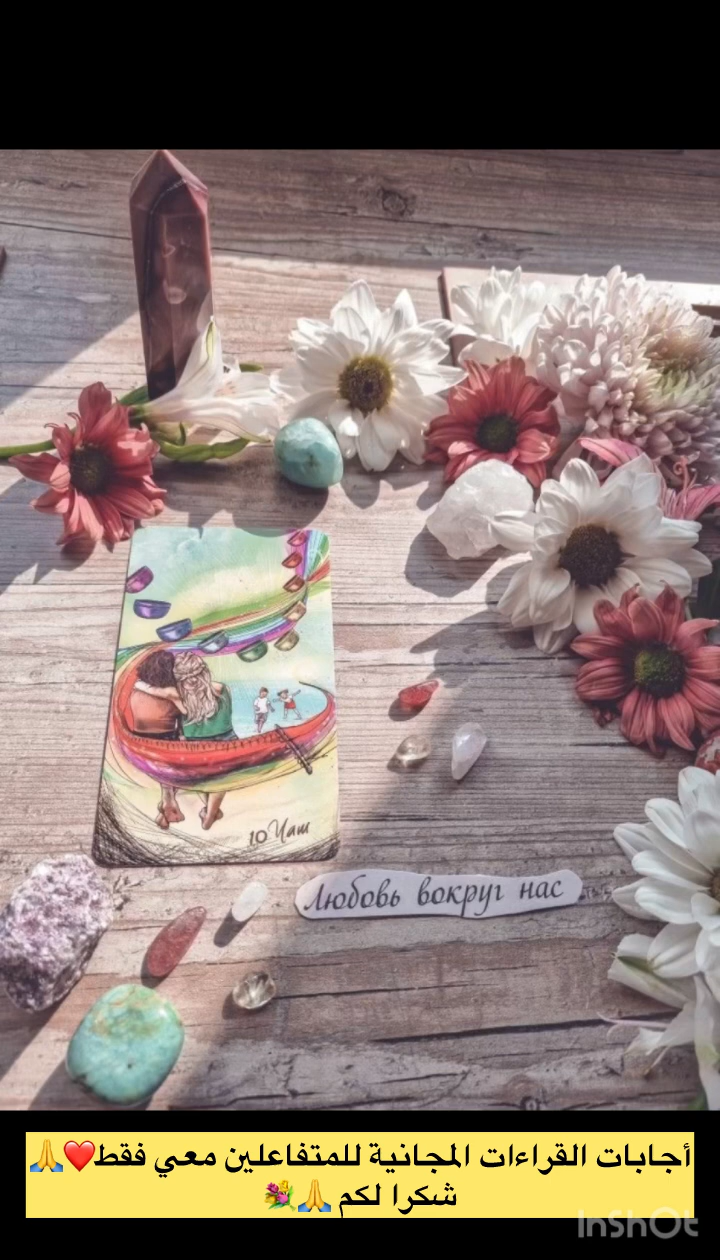 10 Чаш
Любовь вокруг нас
أجابات القراءات المجانية للمتفاعلين معي فقط❤️🙏
شكرا لكم 🙏💐
InShOt